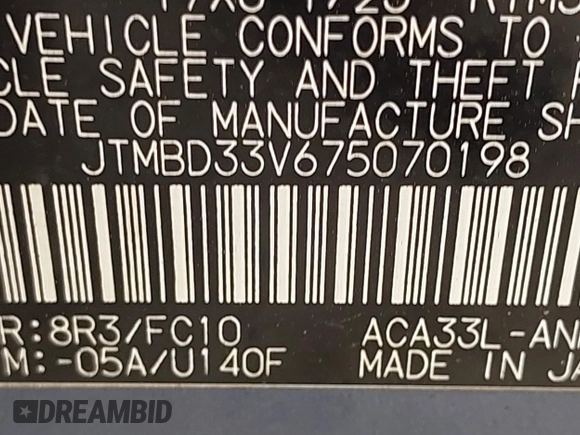 VEHICLE CONFORMS TO
CLE SAFETY AND THEFT
DATE OF MANUFACTURE SH
JTMBD33V675070198
R:8R3/FC10 ACA33L-AN
M:-05A/U140F MADE IN JA
DREAMBID